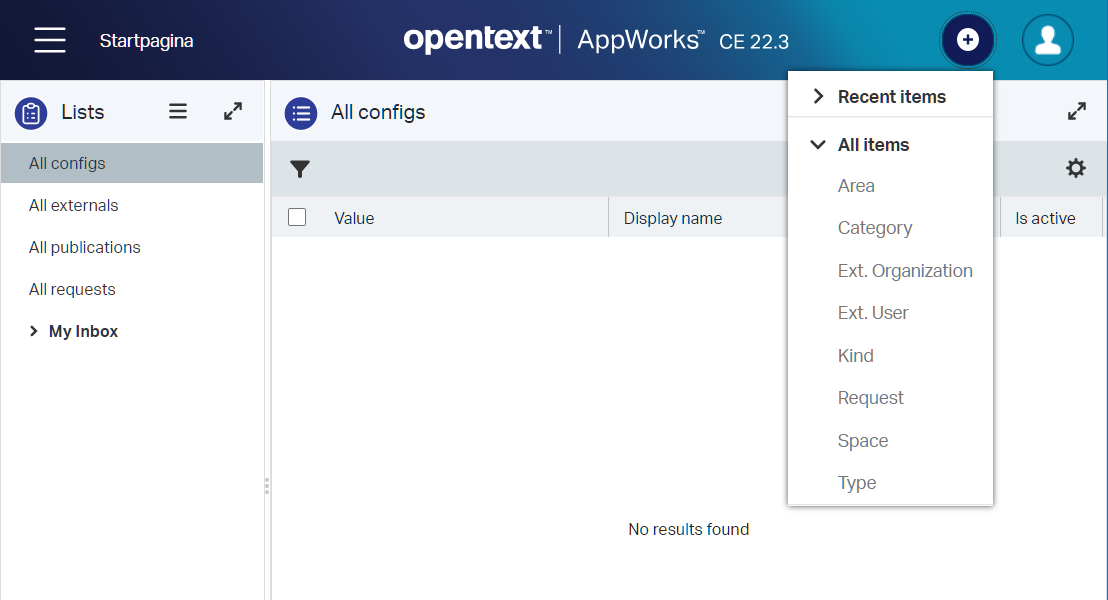 Startpagina
opentext™ | AppWorks™ CE 22.3
Lists
All configs
All externals
All publications
All requests
My Inbox
All configs
Value
Display name
Is active
No results found
Recent items
All items
Area
Category
Ext. Organization
Ext. User
Kind
Request
Space
Type